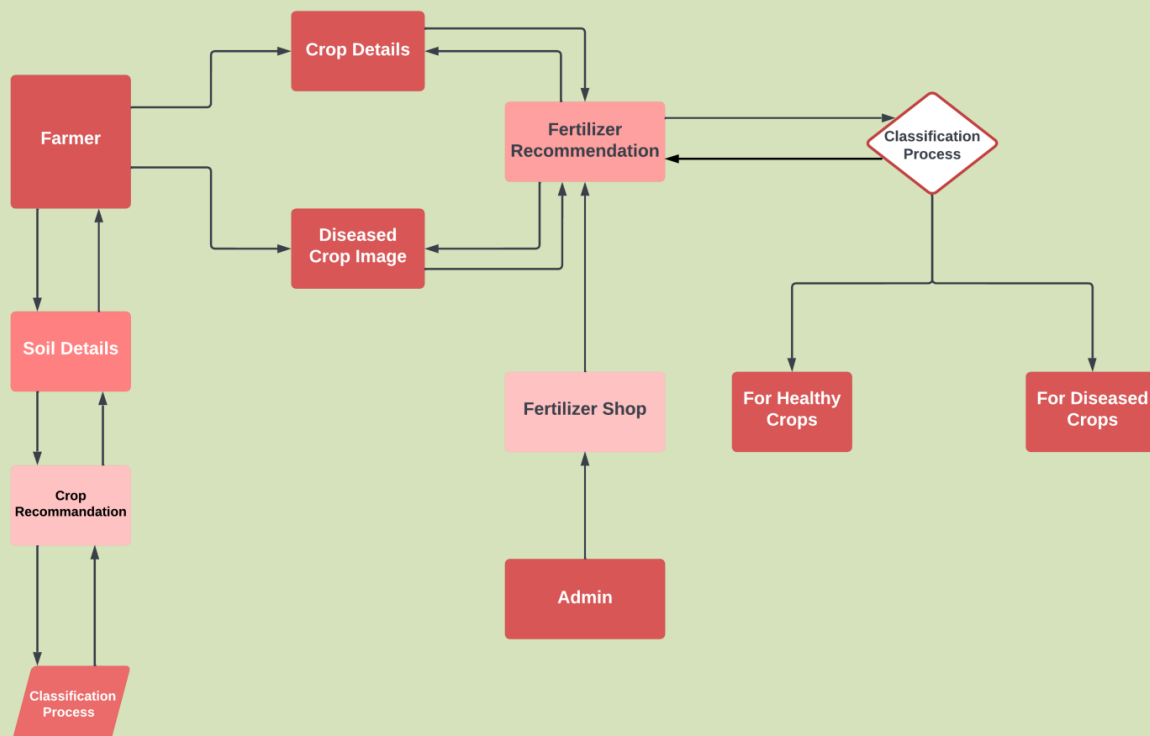 Crop Details
Farmer
Fertilizer
Recommendation
Classification
Process
Diseased
Crop Image
Soil Details
Fertilizer Shop
For Healthy
Crops
For Diseased
Crops
Crop
Recommandation
Admin
Classification
Process